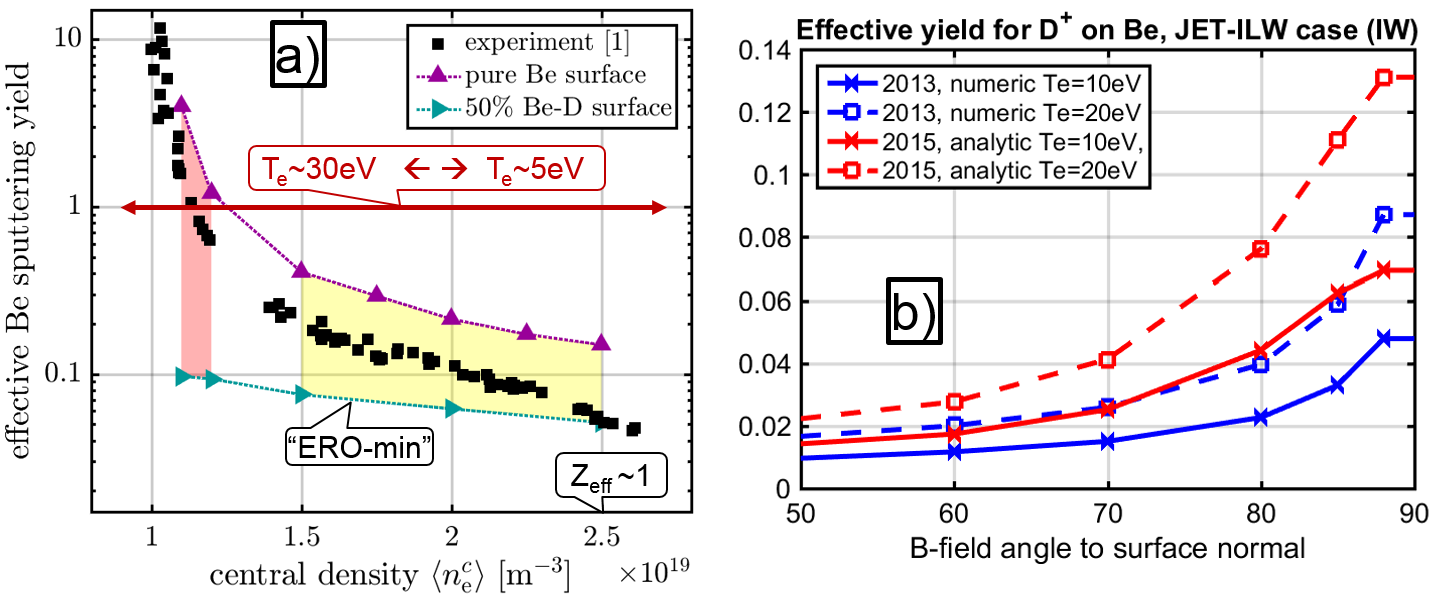 a)
experiment [1]
pure Be surface
50% Be-D surface
Te~30eV ← → Te~5eV
"ERO-min"
Zeff ~1
10
1
0.1
effective Be sputtering yield
1 1.5 2 2.5
central density ⟨nₑᶜ⟩ [m⁻³] ×10¹⁹
Effective yield for D⁺ on Be, JET-ILW case (IW)
2013, numeric Te=10eV
2013, numeric Te=20eV
2015, analytic Te=10eV,
2015, analytic Te=20eV
b)
0.14
0.12
0.1
0.08
0.06
0.04
0.02
0
50 60 70 80 90
B-field angle to surface normal